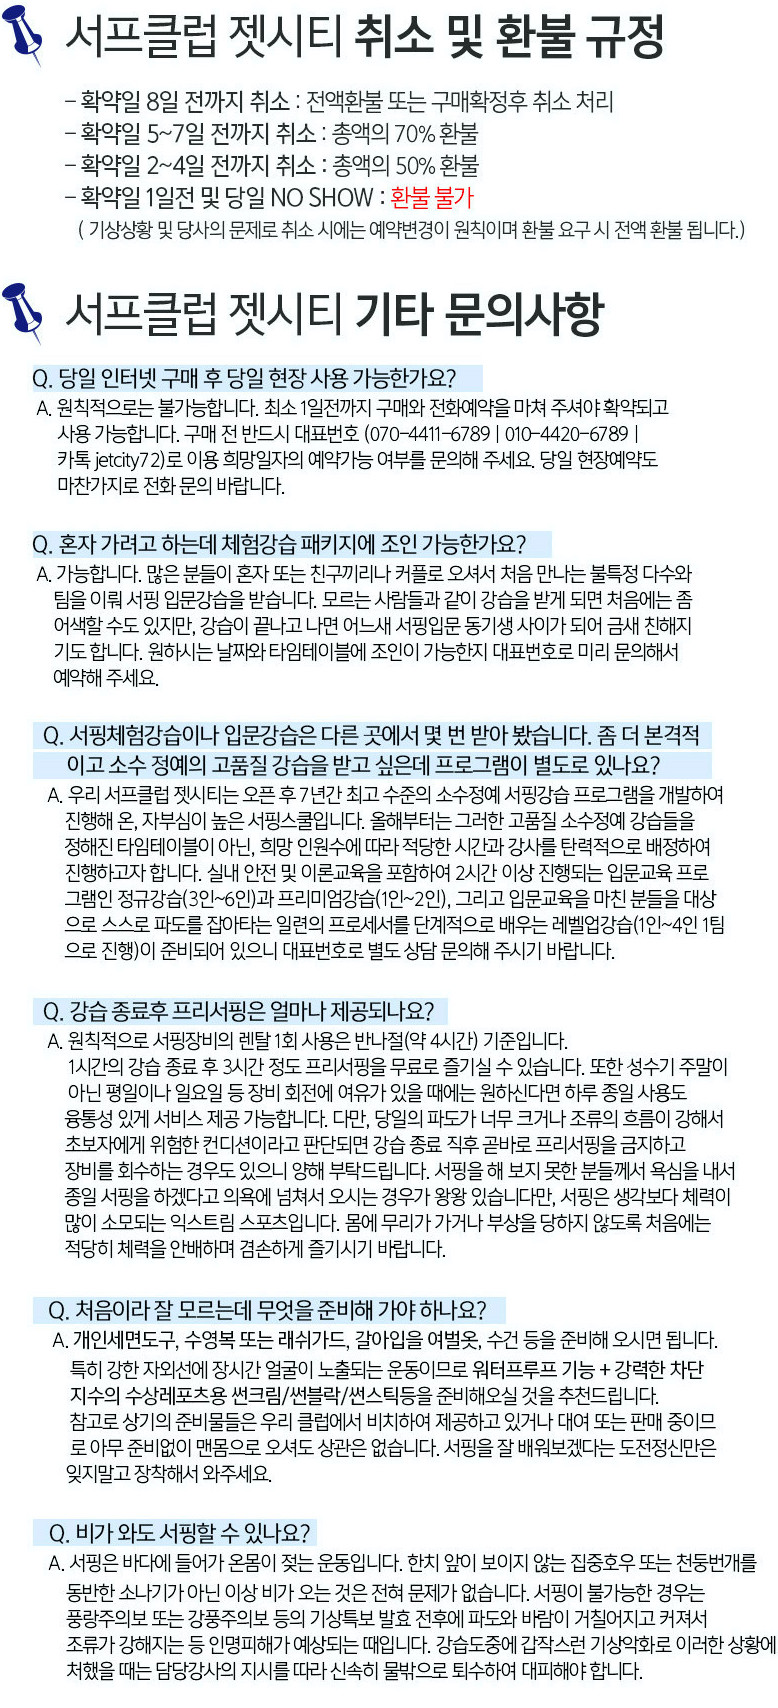 서프클럽 젯시티 취소 및 환불 규정
- 확약일 8일 전까지 취소 : 전액환불 또는 구매확정후 취소 처리
- 확약일 5~7일 전까지 취소 : 총액의 70% 환불
- 확약일 2~4일 전까지 취소 : 총액의 50% 환불
- 확약일 1일전 및 당일 NO SHOW : 환불 불가
( 기상상황 및 당사의 문제로 취소 시에는 예약변경이 원칙이며 환불 요구 시 전액 환불 됩니다.)
서프클럽 젯시티 기타 문의사항
Q. 당일 인터넷 구매 후 당일 현장 사용 가능한가요?
A. 원칙적으로는 불가능합니다. 최소 1일전까지 구매와 전화예약을 마쳐 주셔야 확약되고
사용 가능합니다. 구매 전 반드시 대표번호 (070-4411-6789 | 010-4420-6789 |
카톡 jetcity72)로 이용 희망일자의 예약가능 여부를 문의해 주세요. 당일 현장예약도
마찬가지로 전화 문의 바랍니다.
Q. 혼자 가려고 하는데 체험강습 패키지에 조인 가능한가요?
A. 가능합니다. 많은 분들이 혼자 또는 친구끼리나 커플로 오셔서 처음 만나는 불특정 다수와
팀을 이뤄 서핑 입문강습을 받습니다. 모르는 사람들과 같이 강습을 받게 되면 처음에는 좀
어색할 수도 있지만, 강습이 끝나고 나면 어느새 서핑입문 동기생 사이가 되어 금새 친해지
기도 합니다. 원하시는 날짜와 타임테이블에 조인이 가능한지 대표번호로 미리 문의해서
예약해 주세요.
Q. 서핑체험강습이나 입문강습은 다른 곳에서 몇 번 받아 봤습니다. 좀 더 본격적
이고 소수 정예의 고품질 강습을 받고 싶은데 프로그램이 별도로 있나요?
A. 우리 서프클럽 젯시티는 오픈 후 7년간 최고 수준의 소수정예 서핑강습 프로그램을 개발하여
진행해 온, 자부심이 높은 서핑스쿨입니다. 올해부터는 그러한 고품질 소수정예 강습들을
정해진 타임테이블이 아닌, 희망 인원수에 따라 적당한 시간과 강사를 탄력적으로 배정하여
진행하고자 합니다. 실내 안전 및 이론교육을 포함하여 2시간 이상 진행되는 입문교육 프로
그램인 정규강습(3인~6인)과 프리미엄강습(1인~2인), 그리고 입문교육을 마친 분들을 대상
으로 스스로 파도를 잡아타는 일련의 프로세서를 단계적으로 배우는 레벨업강습(1인~4인 1팀
으로 진행)이 준비되어 있으니 대표번호로 별도 상담 문의해 주시기 바랍니다.
Q. 강습 종료후 프리서핑은 얼마나 제공되나요?
A. 원칙적으로 서핑장비의 렌탈 1회 사용은 반나절(약 4시간) 기준입니다.
1시간의 강습 종료 후 3시간 정도 프리서핑을 무료로 즐기실 수 있습니다. 또한 성수기 주말이
아닌 평일이나 일요일 등 장비 회전에 여유가 있을 때에는 원하신다면 하루 종일 사용도
융통성 있게 서비스 제공 가능합니다. 다만, 당일의 파도가 너무 크거나 조류의 흐름이 강해서
초보자에게 위험한 컨디션이라고 판단되면 강습 종료 직후 곧바로 프리서핑을 금지하고
장비를 회수하는 경우도 있으니 양해 부탁드립니다. 서핑을 해 보지 못한 분들께서 욕심을 내서
종일 서핑을 하겠다고 의욕에 넘쳐서 오시는 경우가 왕왕 있습니다만, 서핑은 생각보다 체력이
많이 소모되는 익스트림 스포츠입니다. 몸에 무리가 가거나 부상을 당하지 않도록 처음에는
적당히 체력을 안배하며 겸손하게 즐기시기 바랍니다.
Q. 처음이라 잘 모르는데 무엇을 준비해 가야 하나요?
A. 개인세면도구, 수영복 또는 래쉬가드, 갈아입을 여벌옷, 수건 등을 준비해 오시면 됩니다.
특히 강한 자외선에 장시간 얼굴이 노출되는 운동이므로 워터프루프 기능 + 강력한 차단
지수의 수상레포츠용 썬크림/썬블락/썬스틱등을 준비해오실 것을 추천드립니다.
참고로 상기의 준비물들은 우리 클럽에서 비치하여 제공하고 있거나 대여 또는 판매 중이므
로 아무 준비없이 맨몸으로 오셔도 상관은 없습니다. 서핑을 잘 배워보겠다는 도전정신만은
잊지말고 장착해서 와주세요.
Q. 비가 와도 서핑할 수 있나요?
A. 서핑은 바다에 들어가 온몸이 젖는 운동입니다. 한치 앞이 보이지 않는 집중호우 또는 천둥번개를
동반한 소나기가 아닌 이상 비가 오는 것은 전혀 문제가 없습니다. 서핑이 불가능한 경우는
풍랑주의보 또는 강풍주의보 등의 기상특보 발효 전후에 파도와 바람이 거칠어지고 커져서
조류가 강해지는 등 인명피해가 예상되는 때입니다. 강습도중에 갑작스런 기상악화로 이러한 상황에
처했을 때는 담당강사의 지시를 따라 신속히 물밖으로 퇴수하여 대피해야 합니다.